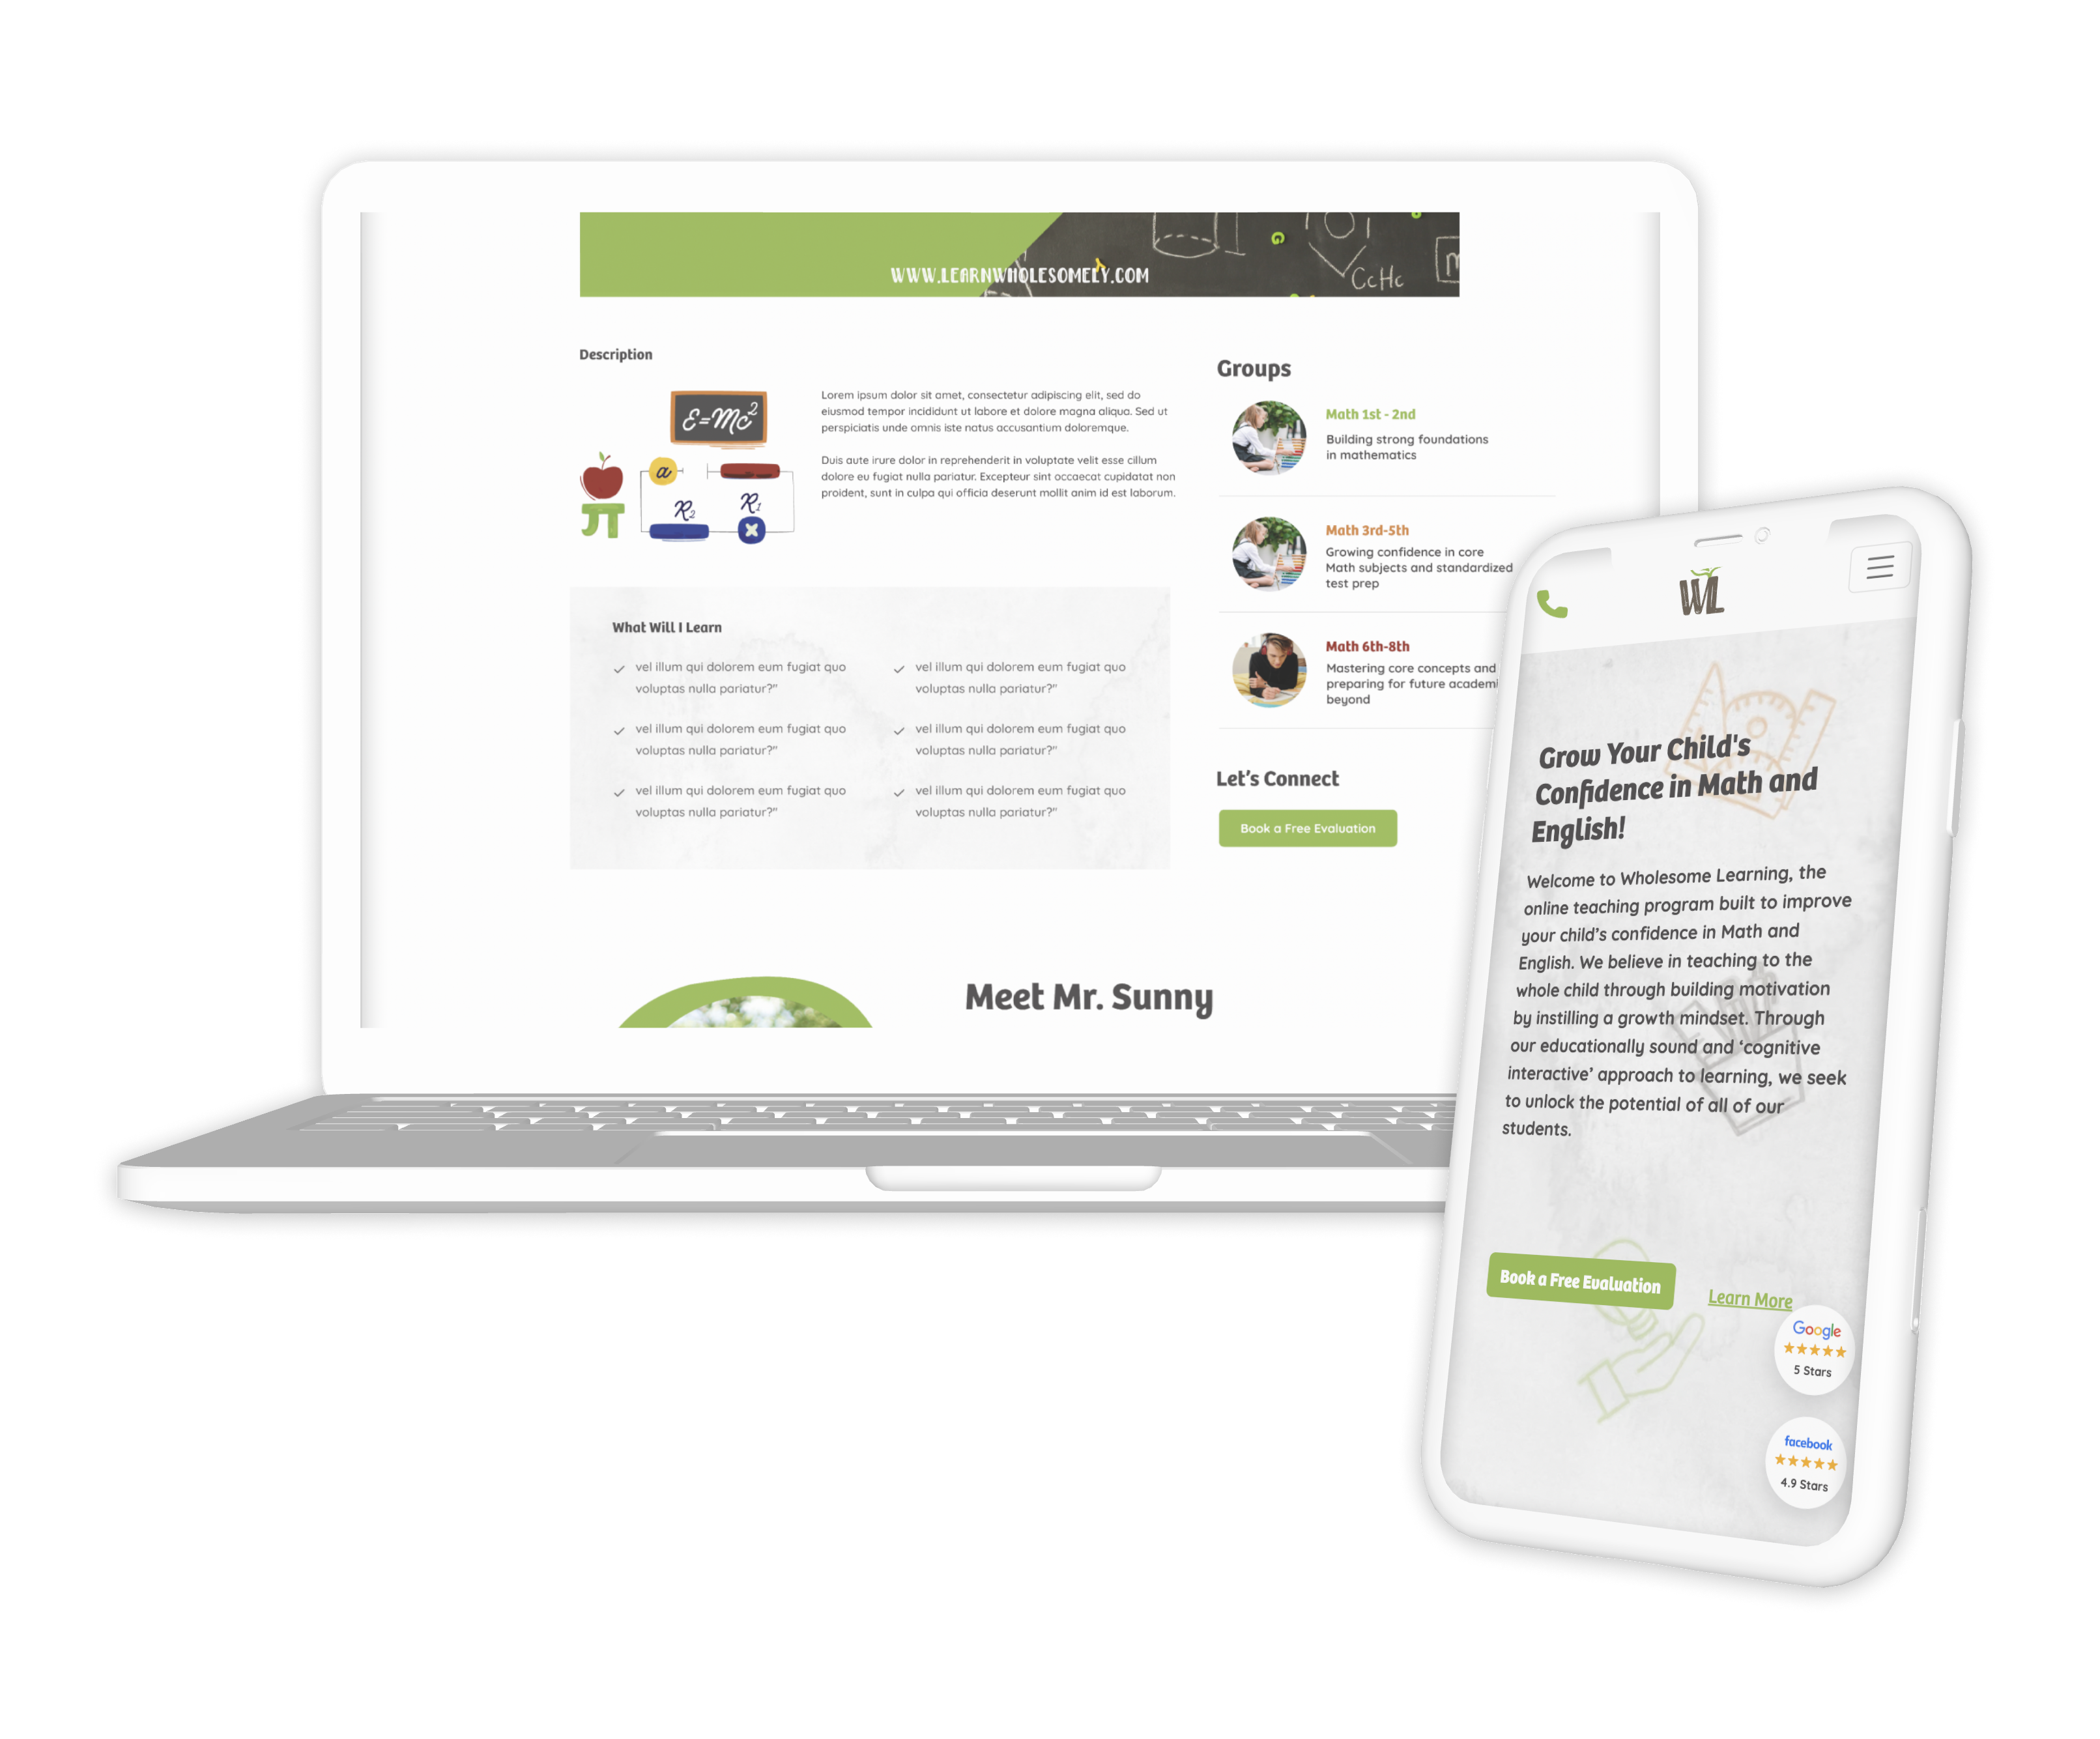 WWW.LEARNWHOLESOMELY.COM
G
CcHc
Description
E=Mc²
a
R₂
R₁
π
Lorem ipsum dolor sit amet, consectetur adipiscing elit, sed do
eiusmod tempor incididunt ut labore et dolore magna aliqua. Sed ut
perspiciatis unde omnis iste natus accusantium doloremque.
Duis aute irure dolor in reprehenderit in voluptate velit esse cillum
dolore eu fugiat nulla pariatur. Excepteur sint occaecat cupidatat non
proident, sunt in culpa qui officia deserunt mollit anim id est laborum.
What Will I Learn
vel illum qui dolorem eum fugiat quo
voluptas nulla pariatur?"
vel illum qui dolorem eum fugiat quo
voluptas nulla pariatur?"
vel illum qui dolorem eum fugiat quo
voluptas nulla pariatur?"
vel illum qui dolorem eum fugiat quo
voluptas nulla pariatur?"
vel illum qui dolorem eum fugiat quo
voluptas nulla pariatur?"
vel illum qui dolorem eum fugiat quo
voluptas nulla pariatur?"
Groups
Math 1st - 2nd
Building strong foundations
in mathematics
Math 3rd-5th
Growing confidence in core
Math subjects and standardized
test prep
Math 6th-8th
Mastering core concepts and
preparing for future academi
beyond
Let's Connect
Book a Free Evaluation
Meet Mr. Sunny
WL
Grow Your Child's
Confidence in Math and
English!
Welcome to Wholesome Learning, the
online teaching program built to improve
your child's confidence in Math and
English. We believe in teaching to the
whole child through building motivation
by instilling a growth mindset. Through
our educationally sound and ‘cognitive
interactive’ approach to learning, we seek
to unlock the potential of all of our
students.
Book a Free Evaluation
Learn More
Google
5 Stars
facebook
4.9 Stars